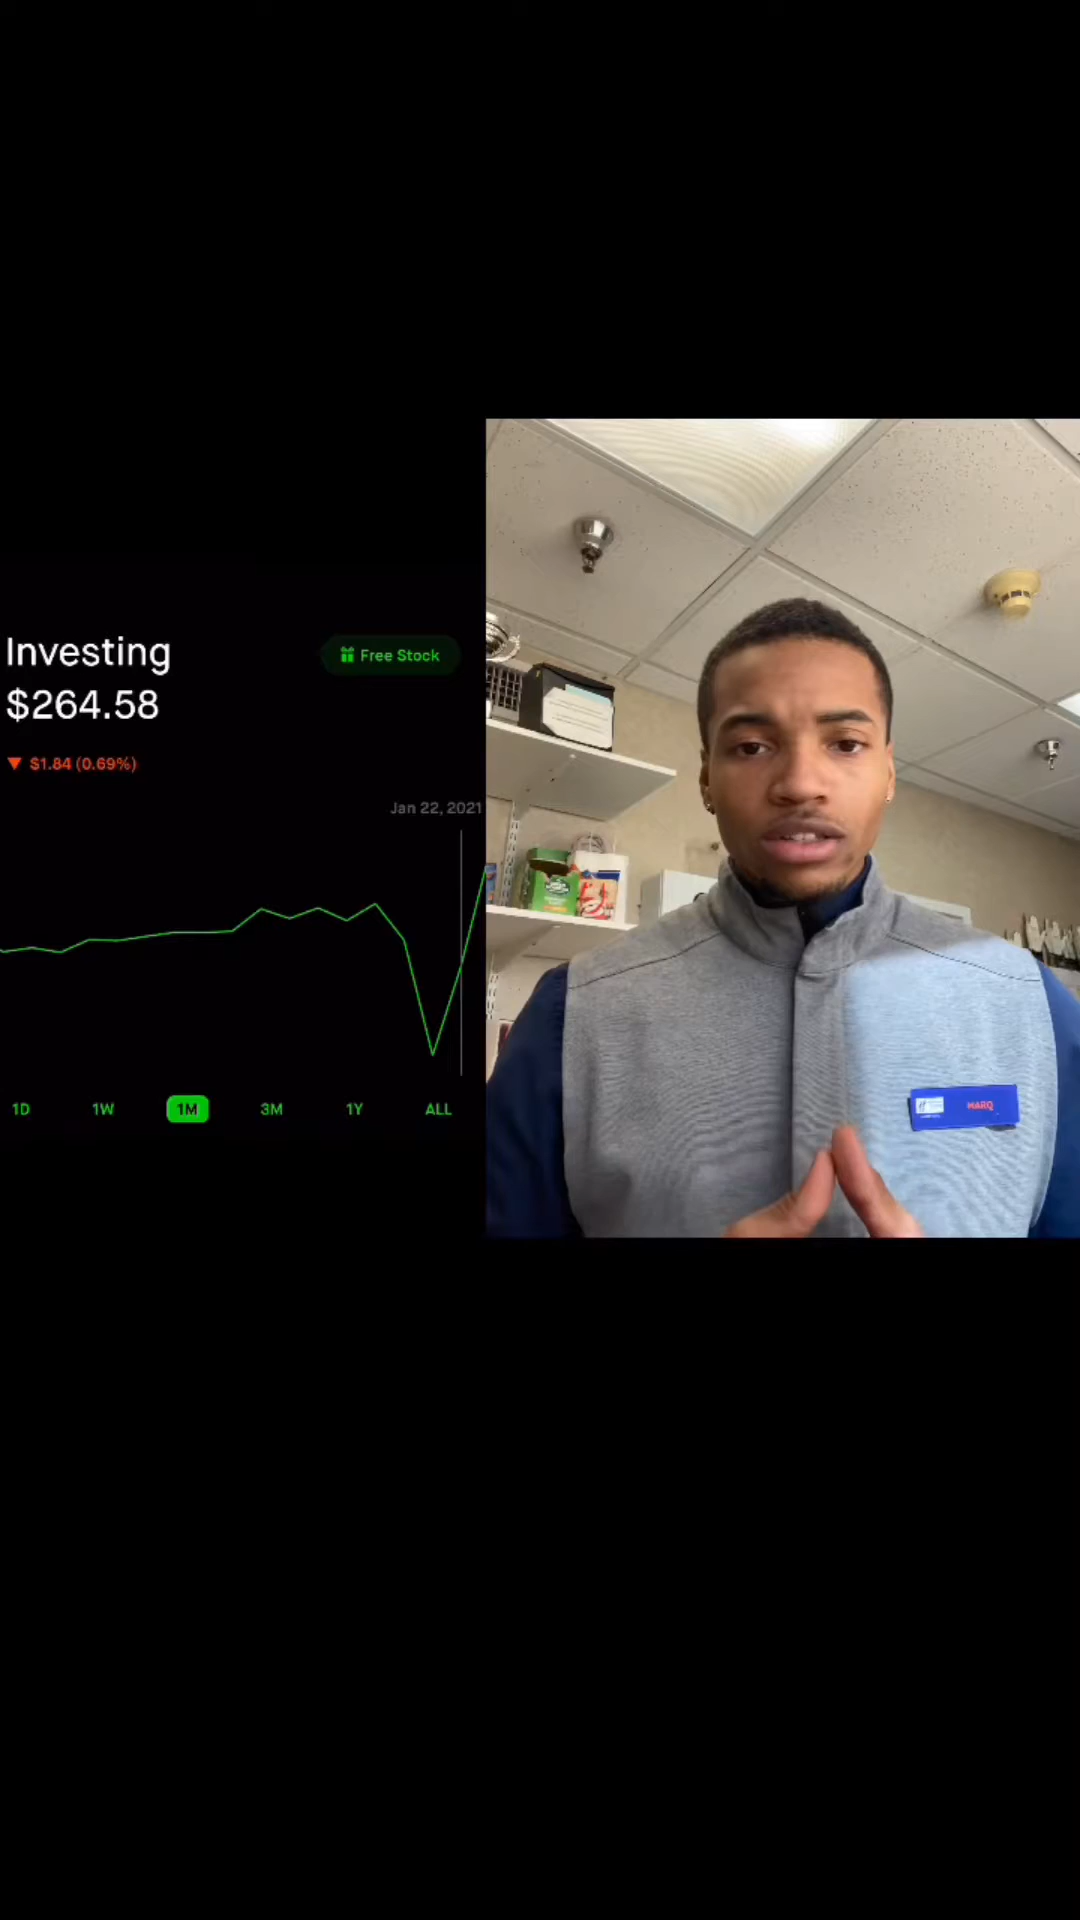 Investing
Free Stock
$264.58
▼ $1.84 (0.69%)
Jan 22, 2021
1D 1W 1M 3M 1Y ALL
MARQ